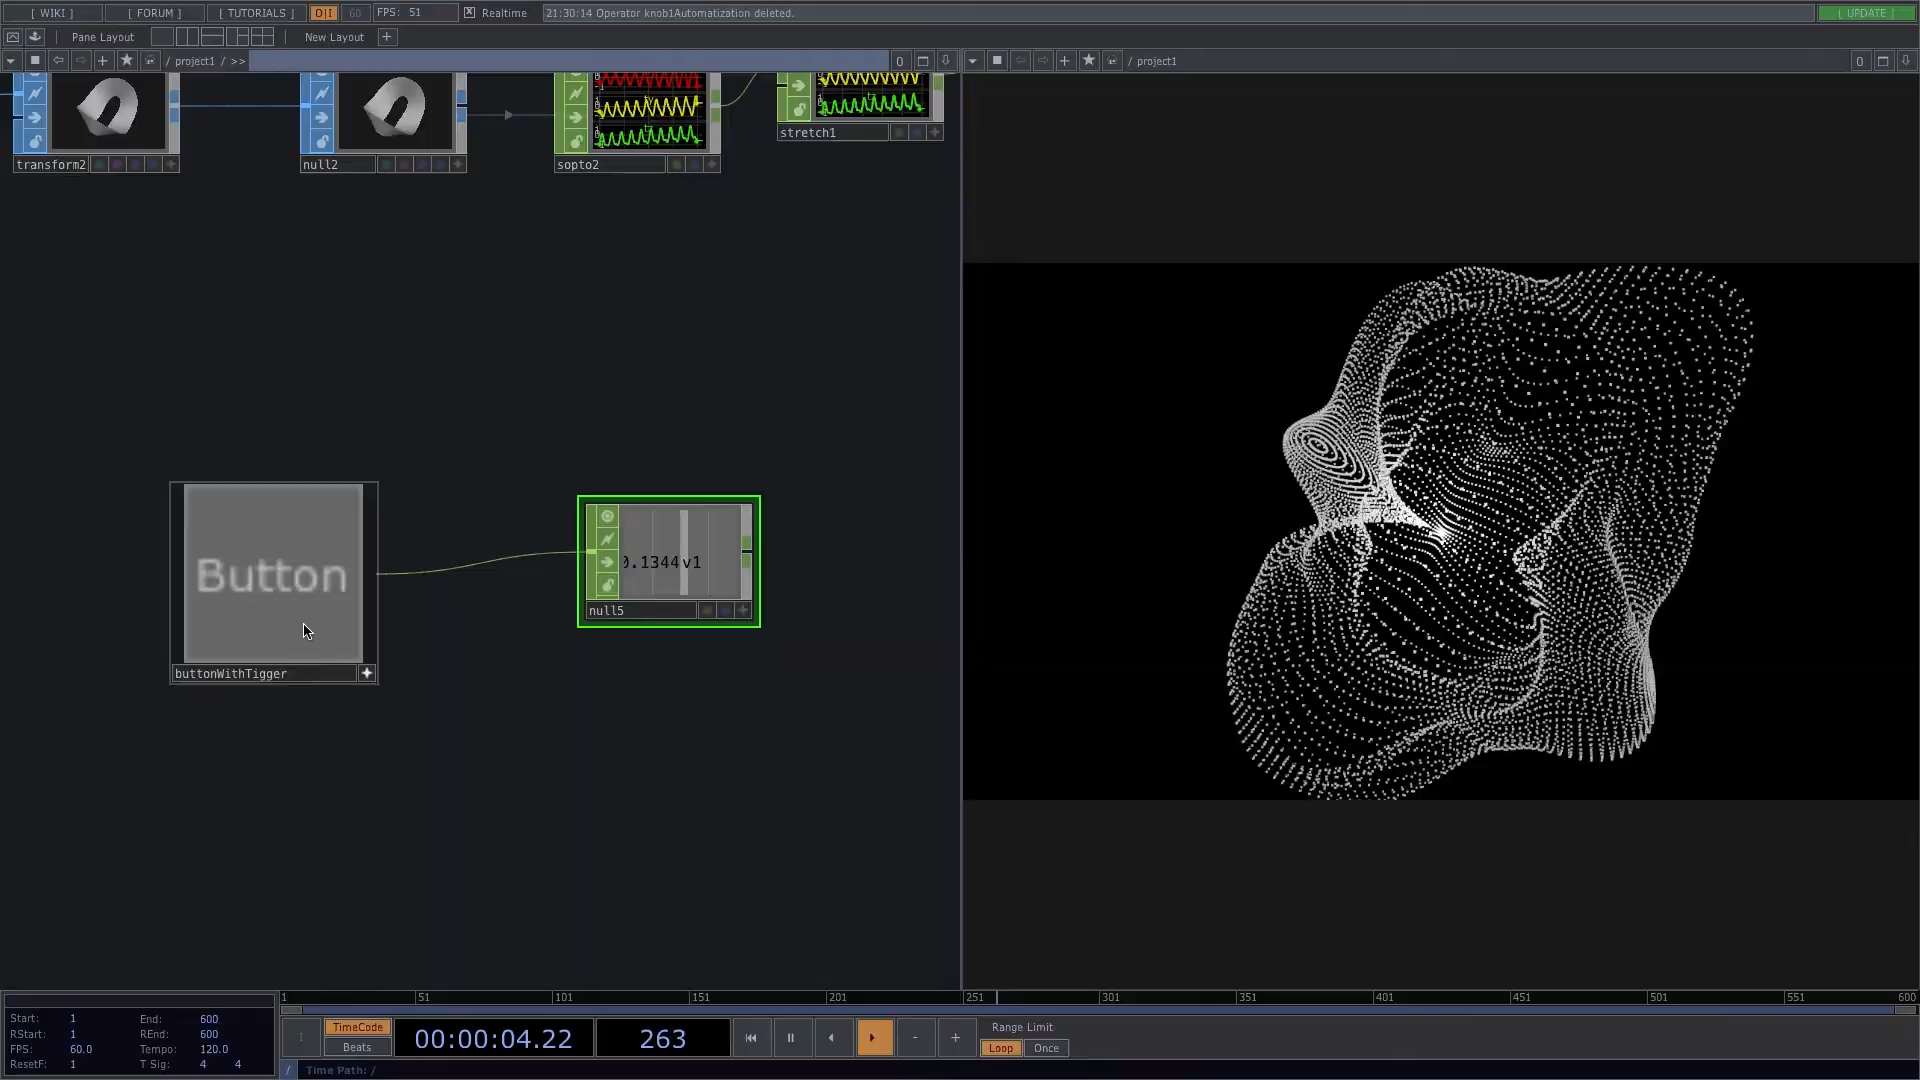 [ WIKI ] [ FORUM ] [ TUTORIALS ] O|I 60 FPS: 51 Realtime 21:30:14 Operator knob1Automatization deleted. [ UPDATE ]
Pane Layout New Layout +
/ project1 / >> 0 / project1 0
stretch1
transform2 null2 sopto2
0.1344 v1
Button
null5
buttonWithTigger
1 51 101 151 201 251 301 351 401 451 501 551 600
Start: 1 End: 600
RStart: 1 REnd: 600
FPS: 60.0 Tempo: 120.0
ResetF: 1 T Sig: 4 4
I TimeCode Beats 00:00:04.22 263 - + Range Limit
Loop Once
/ Time Path: /